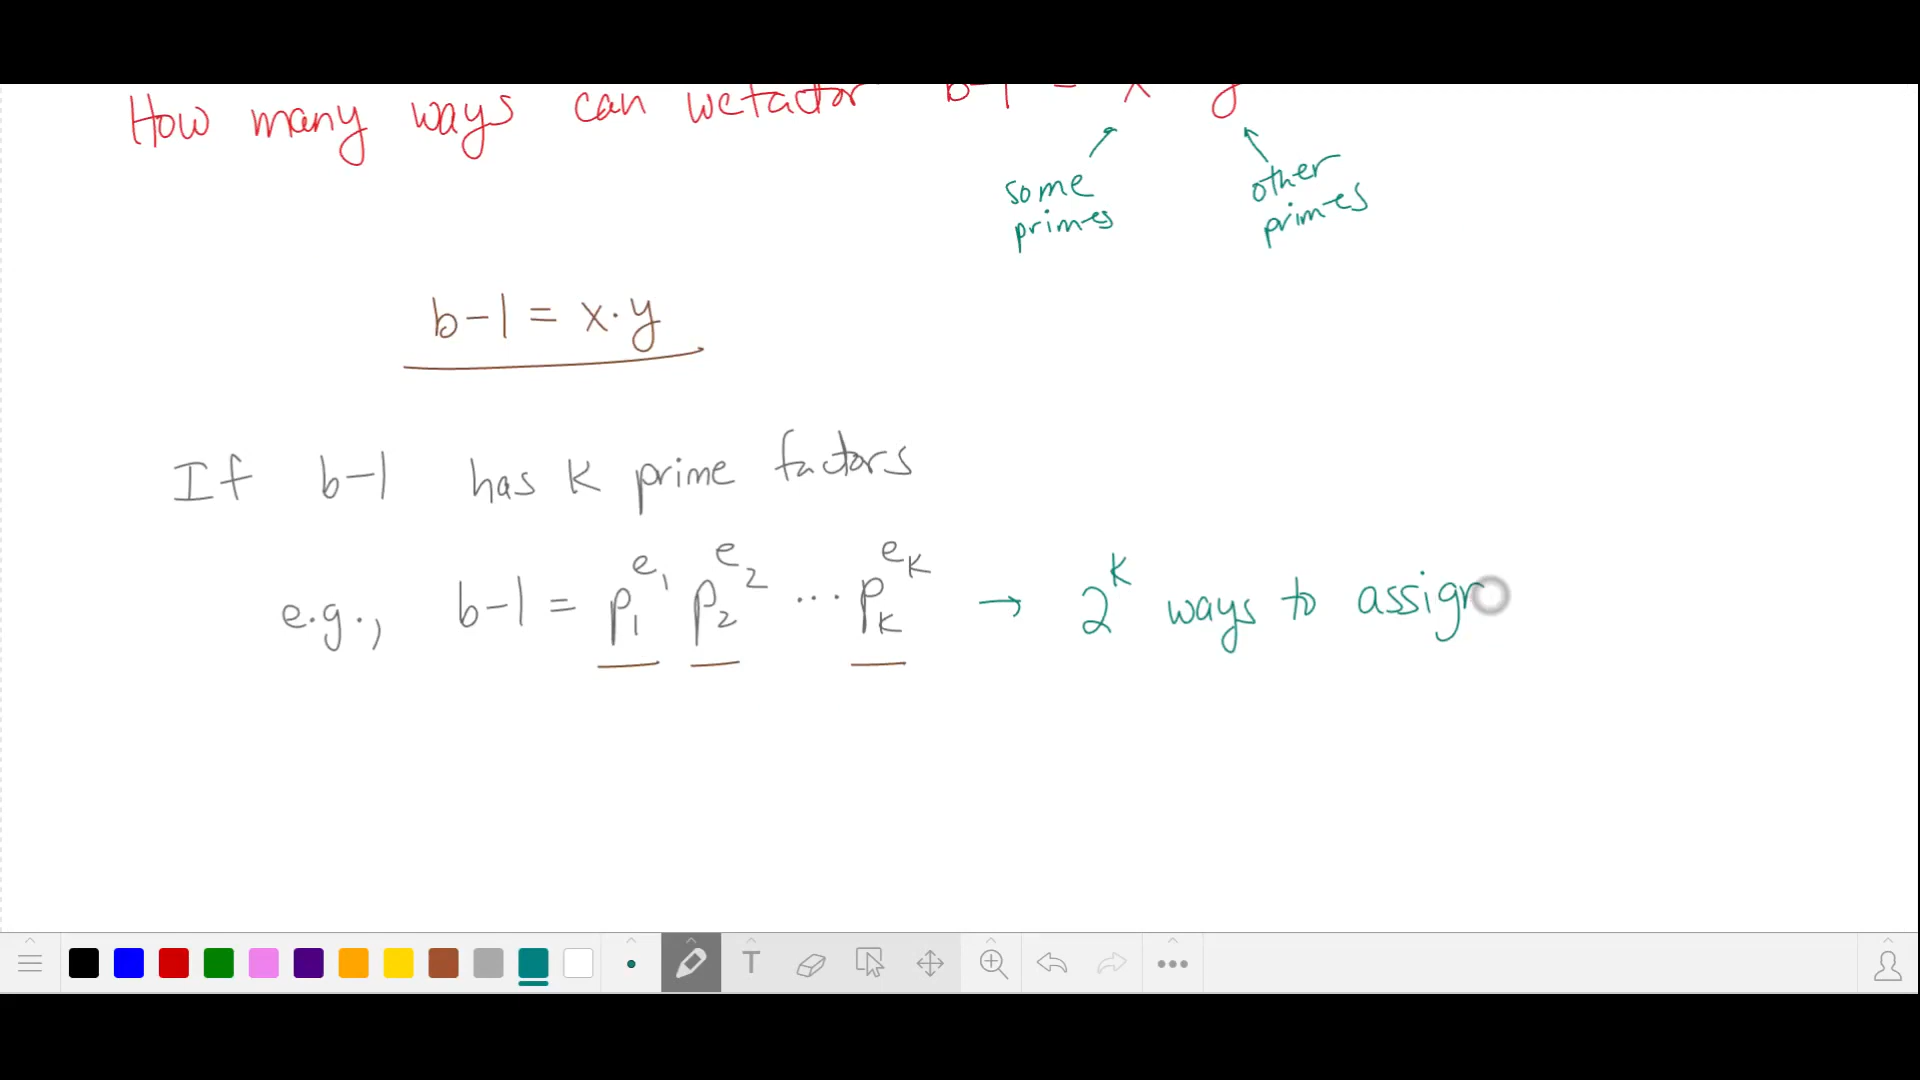 How many ways can we factor b-1 = x y
some primes
other primes
b-1 = x·y
If b-1 has k prime factors
e.g., b-1 = p₁^e₁ p₂^e₂ ... pₖ^eₖ → 2^k ways to assign
T